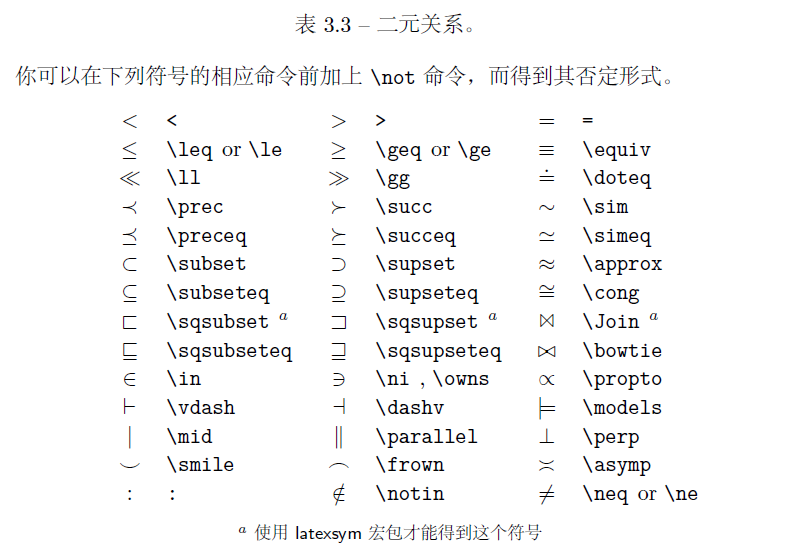 表 3.3 – 二元关系。
你可以在下列符号的相应命令前加上 \not 命令，而得到其否定形式。
< < > > = =
≤ \leq or \le ≥ \geq or \ge ≡ \equiv
≪ \ll ≫ \gg ≐ \doteq
≺ \prec ≻ \succ ∼ \sim
⪯ \preceq ⪰ \succeq ≃ \simeq
⊂ \subset ⊃ \supset ≈ \approx
⊆ \subseteq ⊇ \supseteq ≅ \cong
⊏ \sqsubset a ⊐ \sqsupset a ⨝ \Join a
⊑ \sqsubseteq ⊒ \sqsupseteq ⋈ \bowtie
∈ \in ∋ \ni , \owns ∝ \propto
⊢ \vdash ⊣ \dashv ⊨ \models
∣ \mid ∥ \parallel ⊥ \perp
⌣ \smile ⌢ \frown ≍ \asymp
: : ∉ \notin ≠ \neq or \ne
a 使用 latexsym 宏包才能得到这个符号